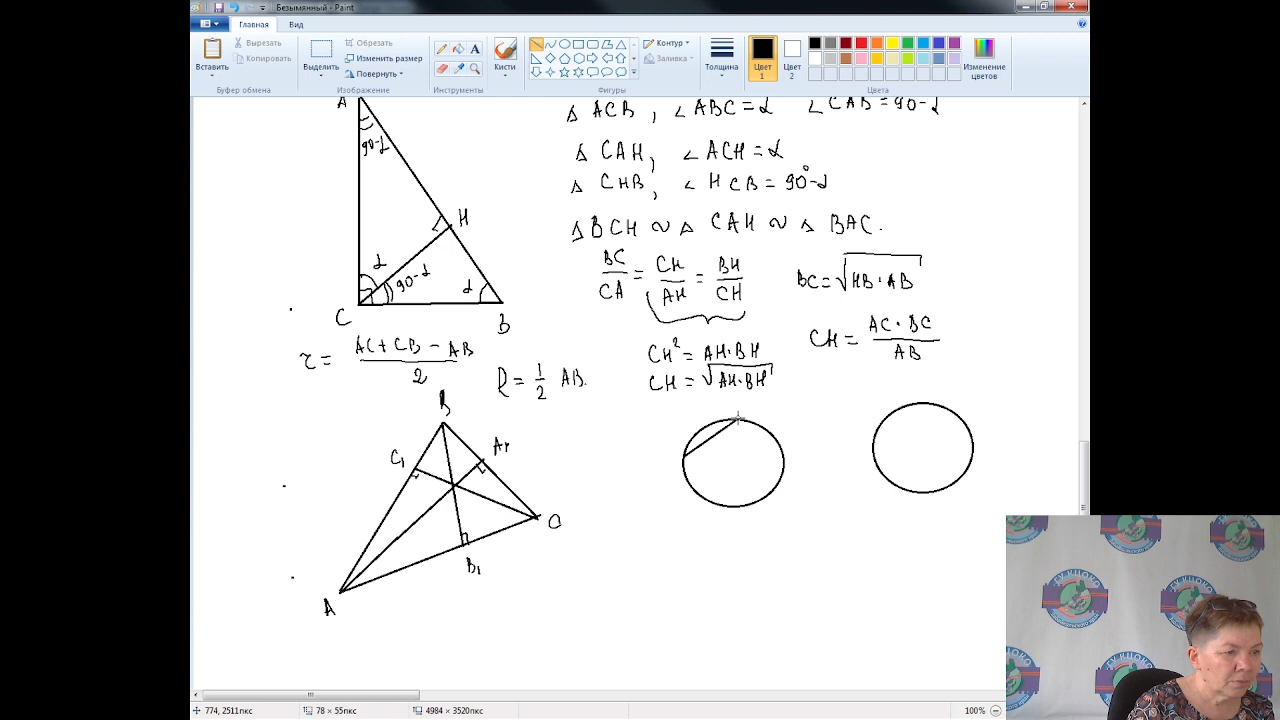 Безымянный - Paint
Главная Вид
Вставить
Вырезать
Копировать
Буфер обмена
Выделить
Обрезать
Изменить размер
Повернуть
Изображение
A
Инструменты
Кисти
Фигуры
Контур
Заливка
Толщина
Цвет 1
Цвет 2
Изменение цветов
Цвета
A
90-α
H
α
90-α
α
C
B
△ ACB, ∠ABC=α ∠CAB=90-α
△ CAH, ∠ACH=α
△ CHB, ∠HCB=90°-α
△BCH ∾ △ CAH ∾ △ BAC.
BC/CA = CH/AH = BH/CH
BC=√HB·AB
CH²= AH·BH
CH = √AH·BH
CH = AC·BC/AB
r = AC+CB-AB/2
R = 1/2 AB.
B
C₁
A₁
C
B₁
A
774, 2511пкс
78 × 55пкс
4984 × 3520пкс
100%
ГУ КЦОКО